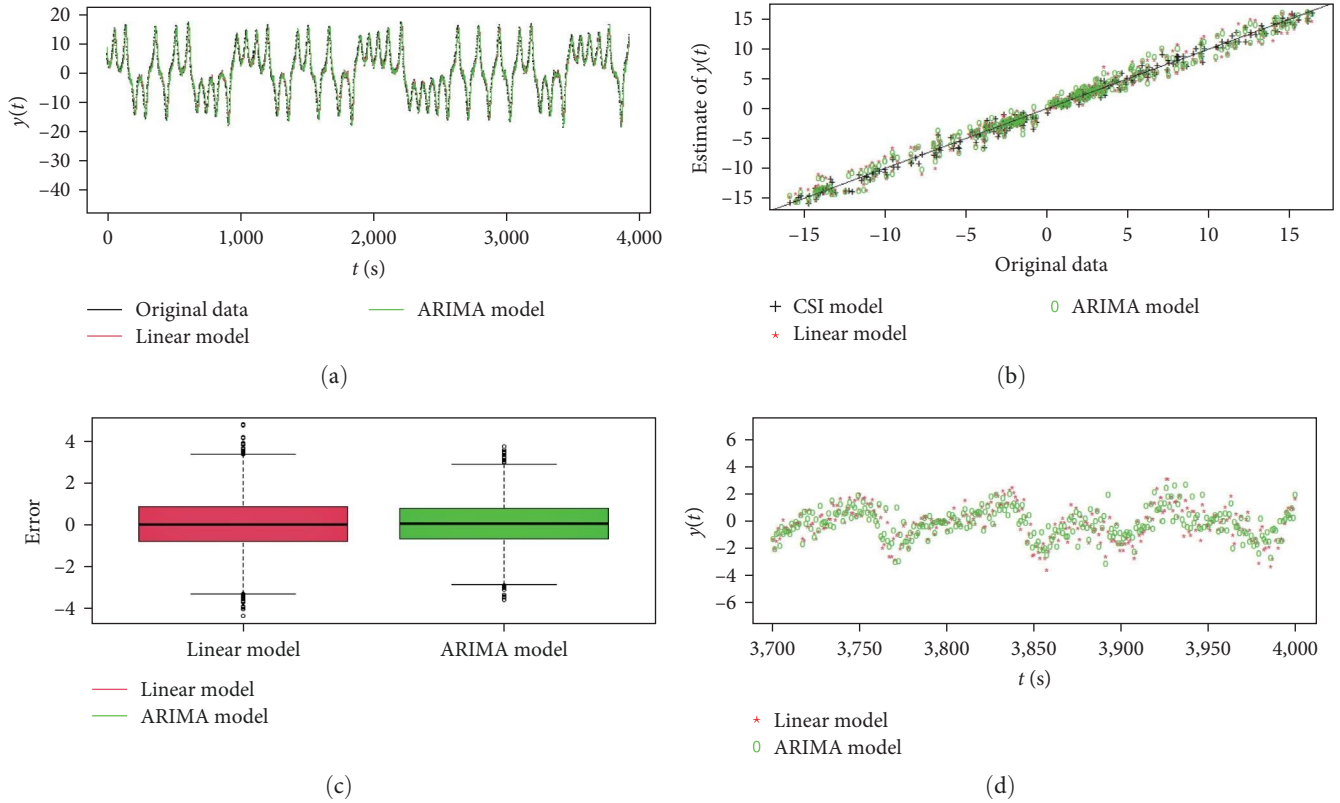 20
10
0
−10
−20
−30
−40
y(t)
0 1,000 2,000 3,000 4,000
t (s)
Original data ARIMA model
Linear model
(a)
15
10
5
0
−5
−10
−15
Estimate of y(t)
−15 −10 −5 0 5 10 15
Original data
CSI model ARIMA model
Linear model
(b)
4
2
0
−2
−4
Error
Linear model ARIMA model
Linear model
ARIMA model
(c)
6
4
2
0
−2
−4
−6
y(t)
3,700 3,750 3,800 3,850 3,900 3,950 4,000
t (s)
Linear model
ARIMA model
(d)